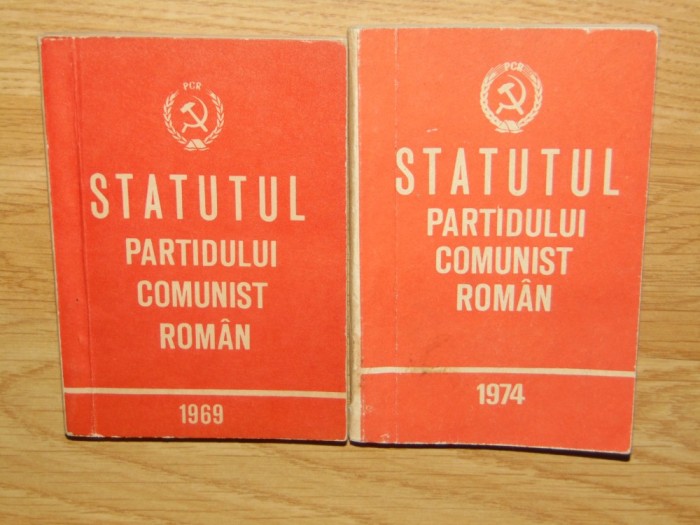 PCR
STATUTUL
PARTIDULUI
COMUNIST
ROMÂN
1969
PCR
STATUTUL
PARTIDULUI
COMUNIST
ROMÂN
1974